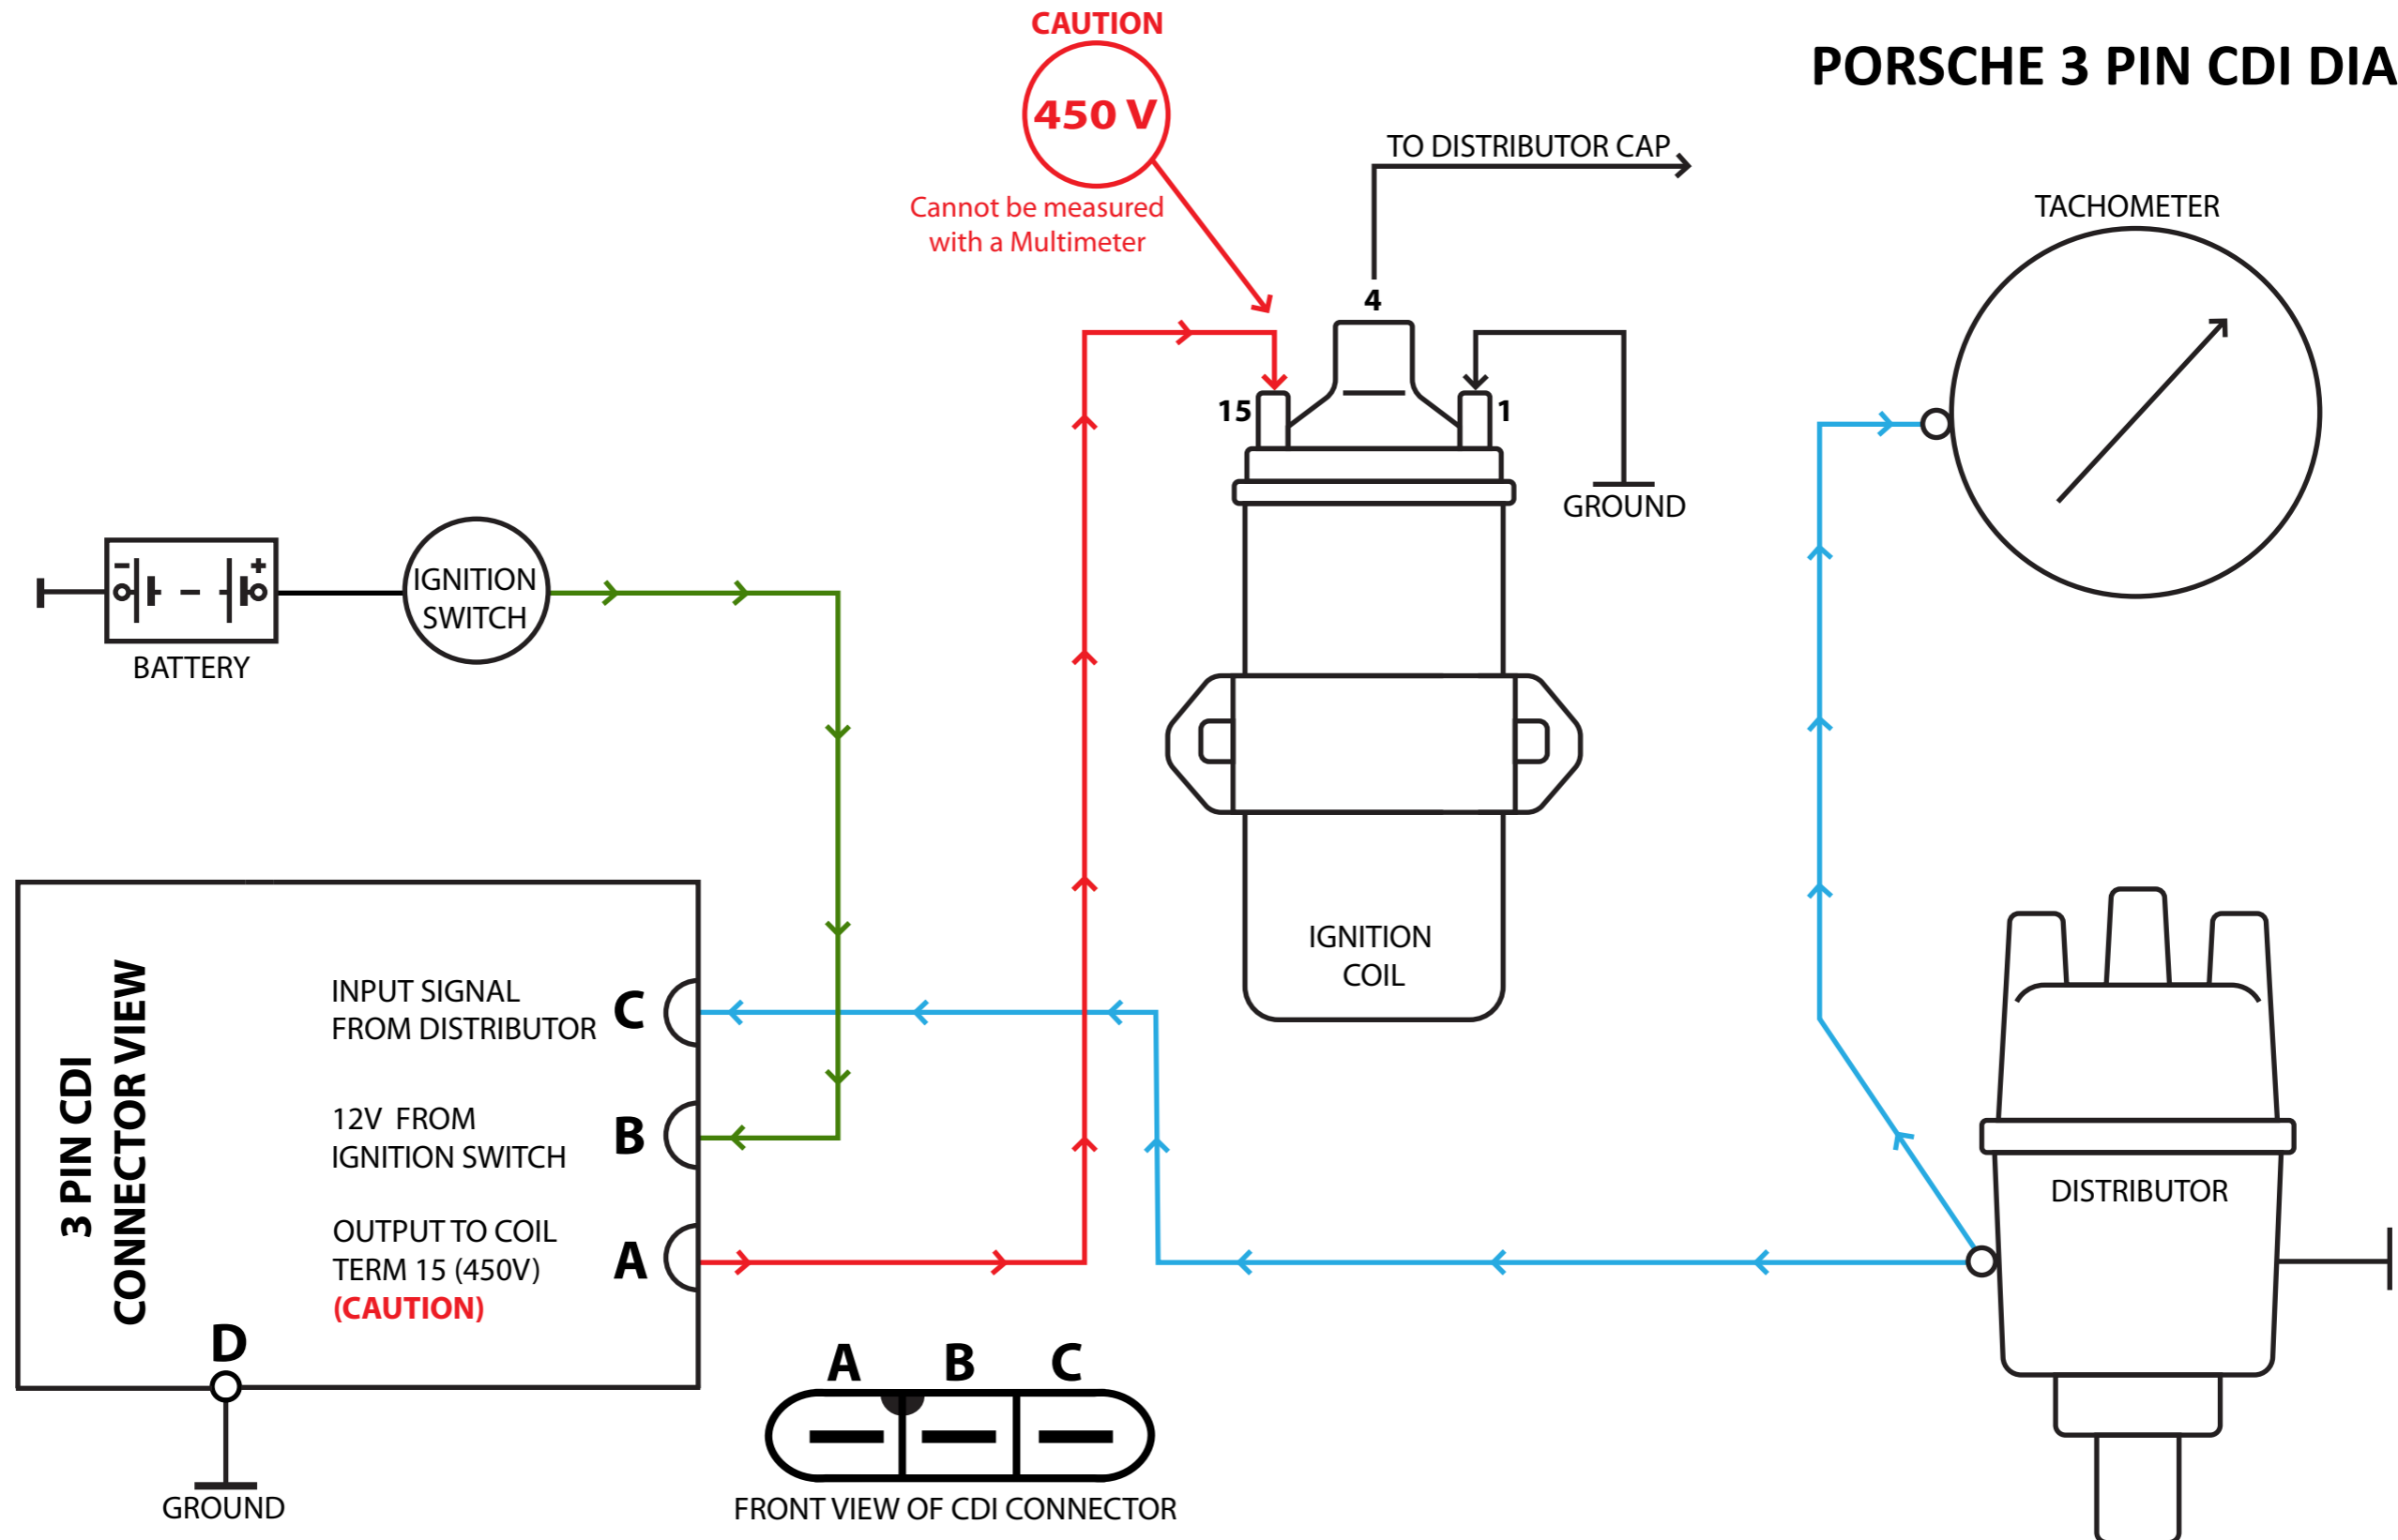 CAUTION
450 V
Cannot be measured
with a Multimeter
PORSCHE 3 PIN CDI DIA
TO DISTRIBUTOR CAP
TACHOMETER
4
15
1
GROUND
- +
BATTERY
IGNITION
SWITCH
IGNITION
COIL
3 PIN CDI
CONNECTOR VIEW
INPUT SIGNAL
FROM DISTRIBUTOR
C
12V FROM
IGNITION SWITCH
B
OUTPUT TO COIL
TERM 15 (450V)
(CAUTION)
A
D
GROUND
DISTRIBUTOR
A B C
FRONT VIEW OF CDI CONNECTOR